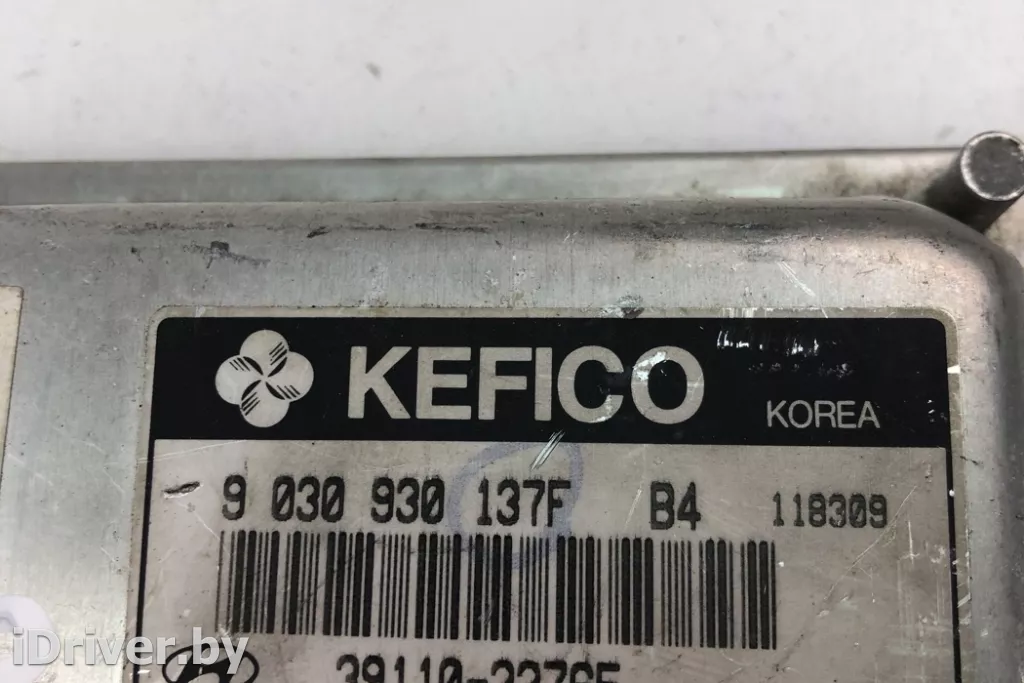 KEFICO KOREA
9 030 930 137F B4 118309
iDriver.by